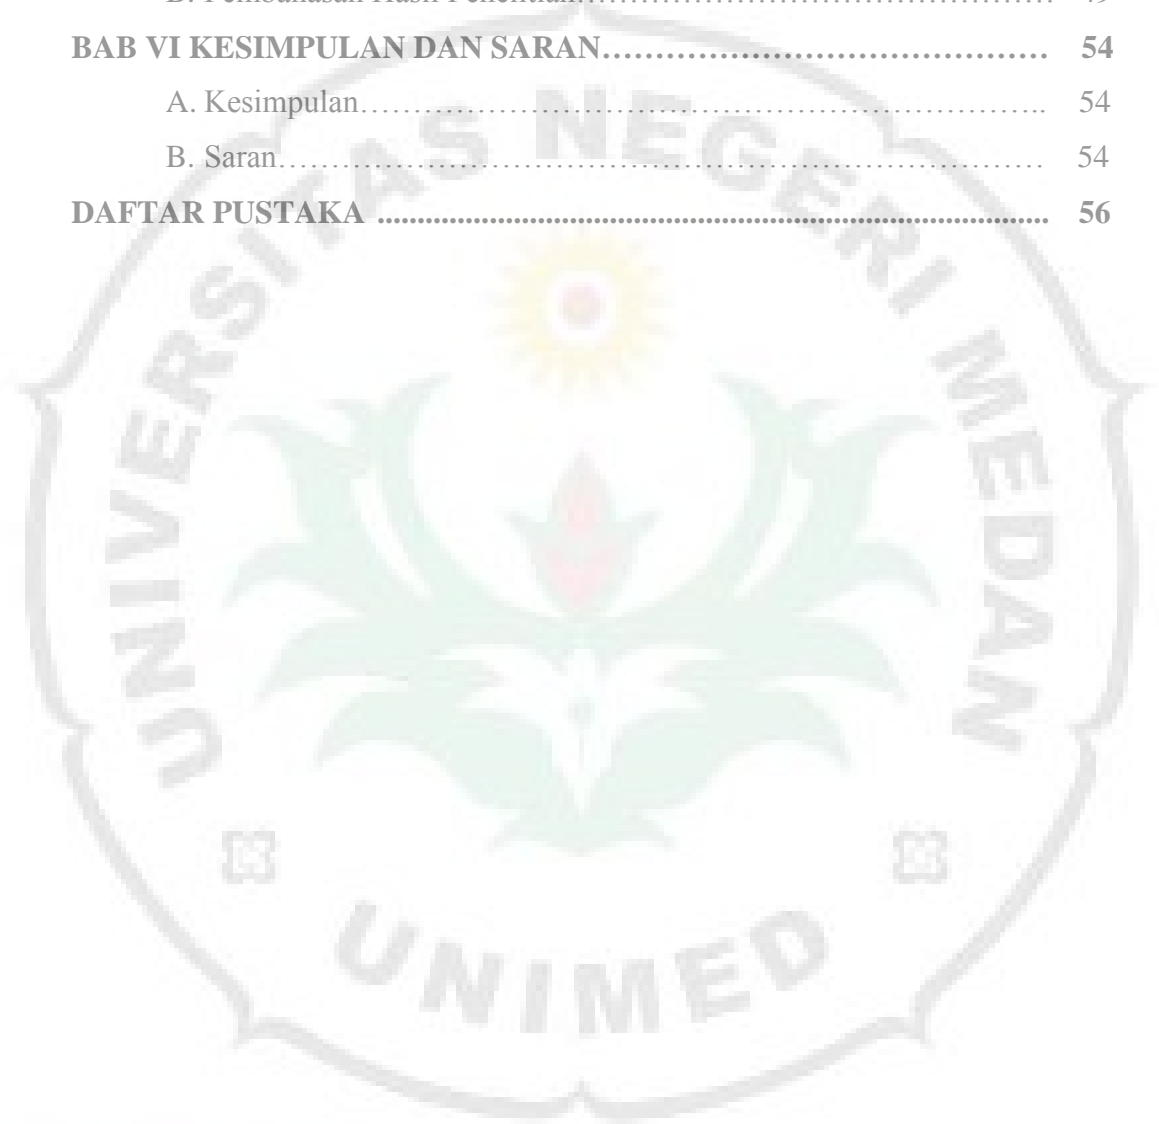 BAB VI KESIMPULAN DAN SARAN…………………………………… 54
A. Kesimpulan……………………………………………………….. 54
B. Saran……………………………………………………………… 54
DAFTAR PUSTAKA .................................................................................... 56
UNIVERSITAS NEGERI MEDAN
UNIMED